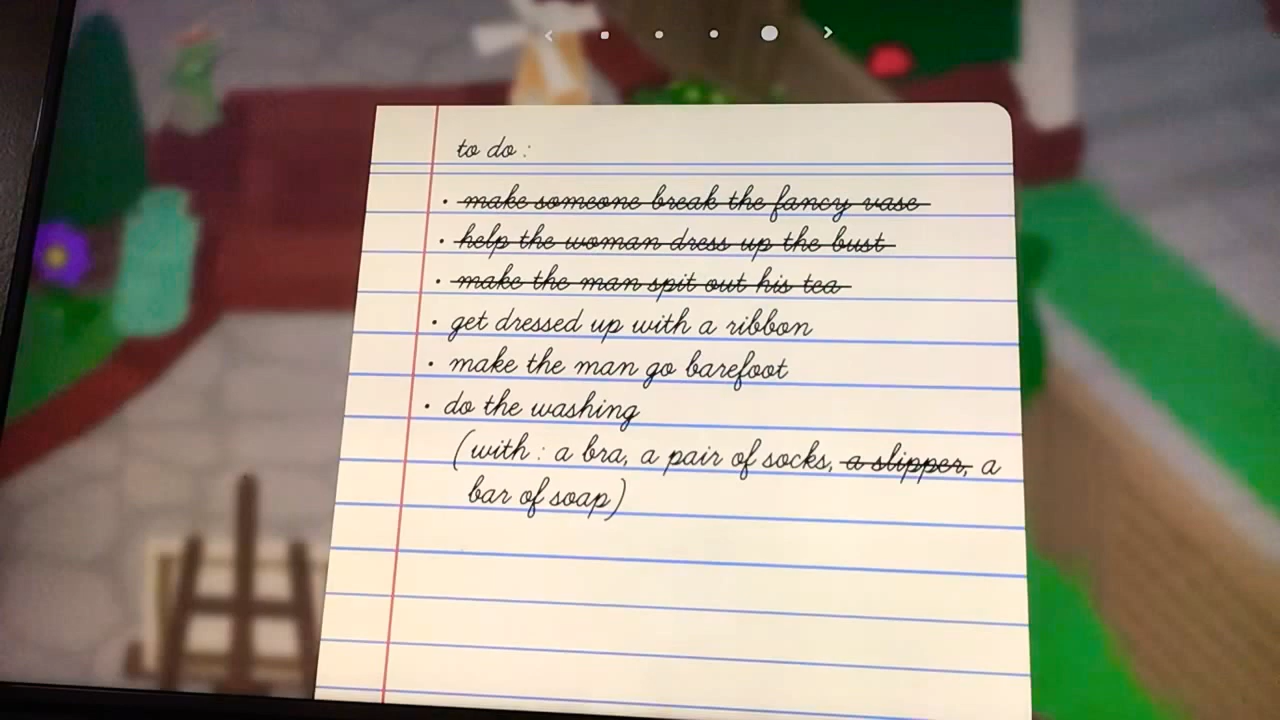 to do :
• make someone break the fancy vase
• help the woman dress up the bust
• make the man spit out his tea
• get dressed up with a ribbon
• make the man go barefoot
• do the washing
(with : a bra, a pair of socks, a slipper, a
bar of soap)